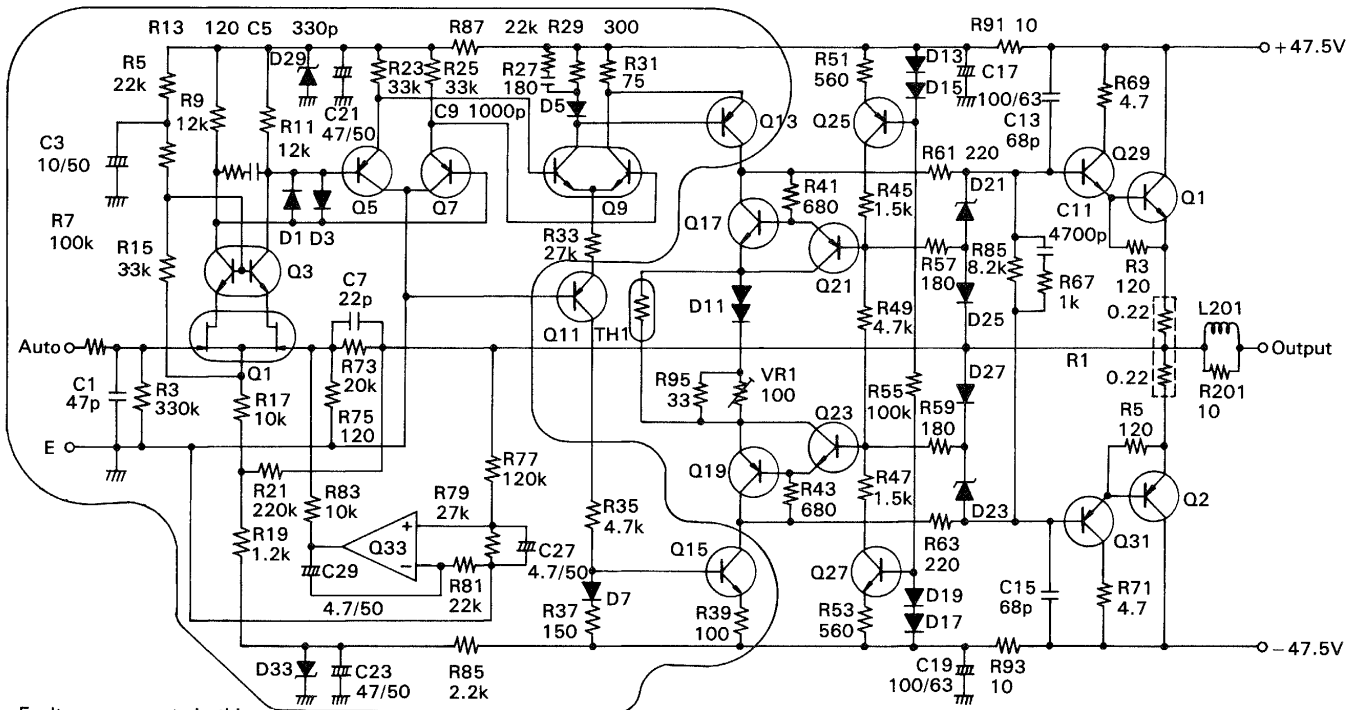 R13 120 C5 330p R87 22k R29 300 R91 10
+47.5V
R5
22k
D29
R23
33k
R25
33k
R27
180
R31
75
R51
560
D13
D15
C17
100/63
R69
4.7
R9
12k
R11
12k
C21
47/50
C9 1000p
D5
Q13
Q25
C13
68p
C3
10/50
Q29
R61 220
D21
Q1
Q5
Q7
Q9
R41
680
R45
1.5k
R7
100k
D1 D3
Q17
C11
4700p
R15
33k
Q3
R33
27k
Q21
R57
180
R85
8.2k
R67
1k
R3
120
C7
22p
D11
R49
4.7k
D25
0.22
L201
Q11
TH1
Auto
Output
Q1
R73
20k
R1
C1
47p
R3
330k
R17
10k
R75
120
R95
33
VR1
100
R55
100k
D27
0.22
R201
10
E
R77
120k
Q23
R59
180
R5
120
R21
220k
R83
10k
R79
27k
Q19
R43
680
R47
1.5k
D23
Q2
R19
1.2k
Q33
+
−
R35
4.7k
Q31
C29
4.7/50
R81
22k
C27
4.7/50
Q15
Q27
R63
220
D7
R37
150
R39
100
R53
560
D19
D17
C15
68p
R71
4.7
−47.5V
D33
C23
47/50
R85
2.2k
C19
100/63
R93
10